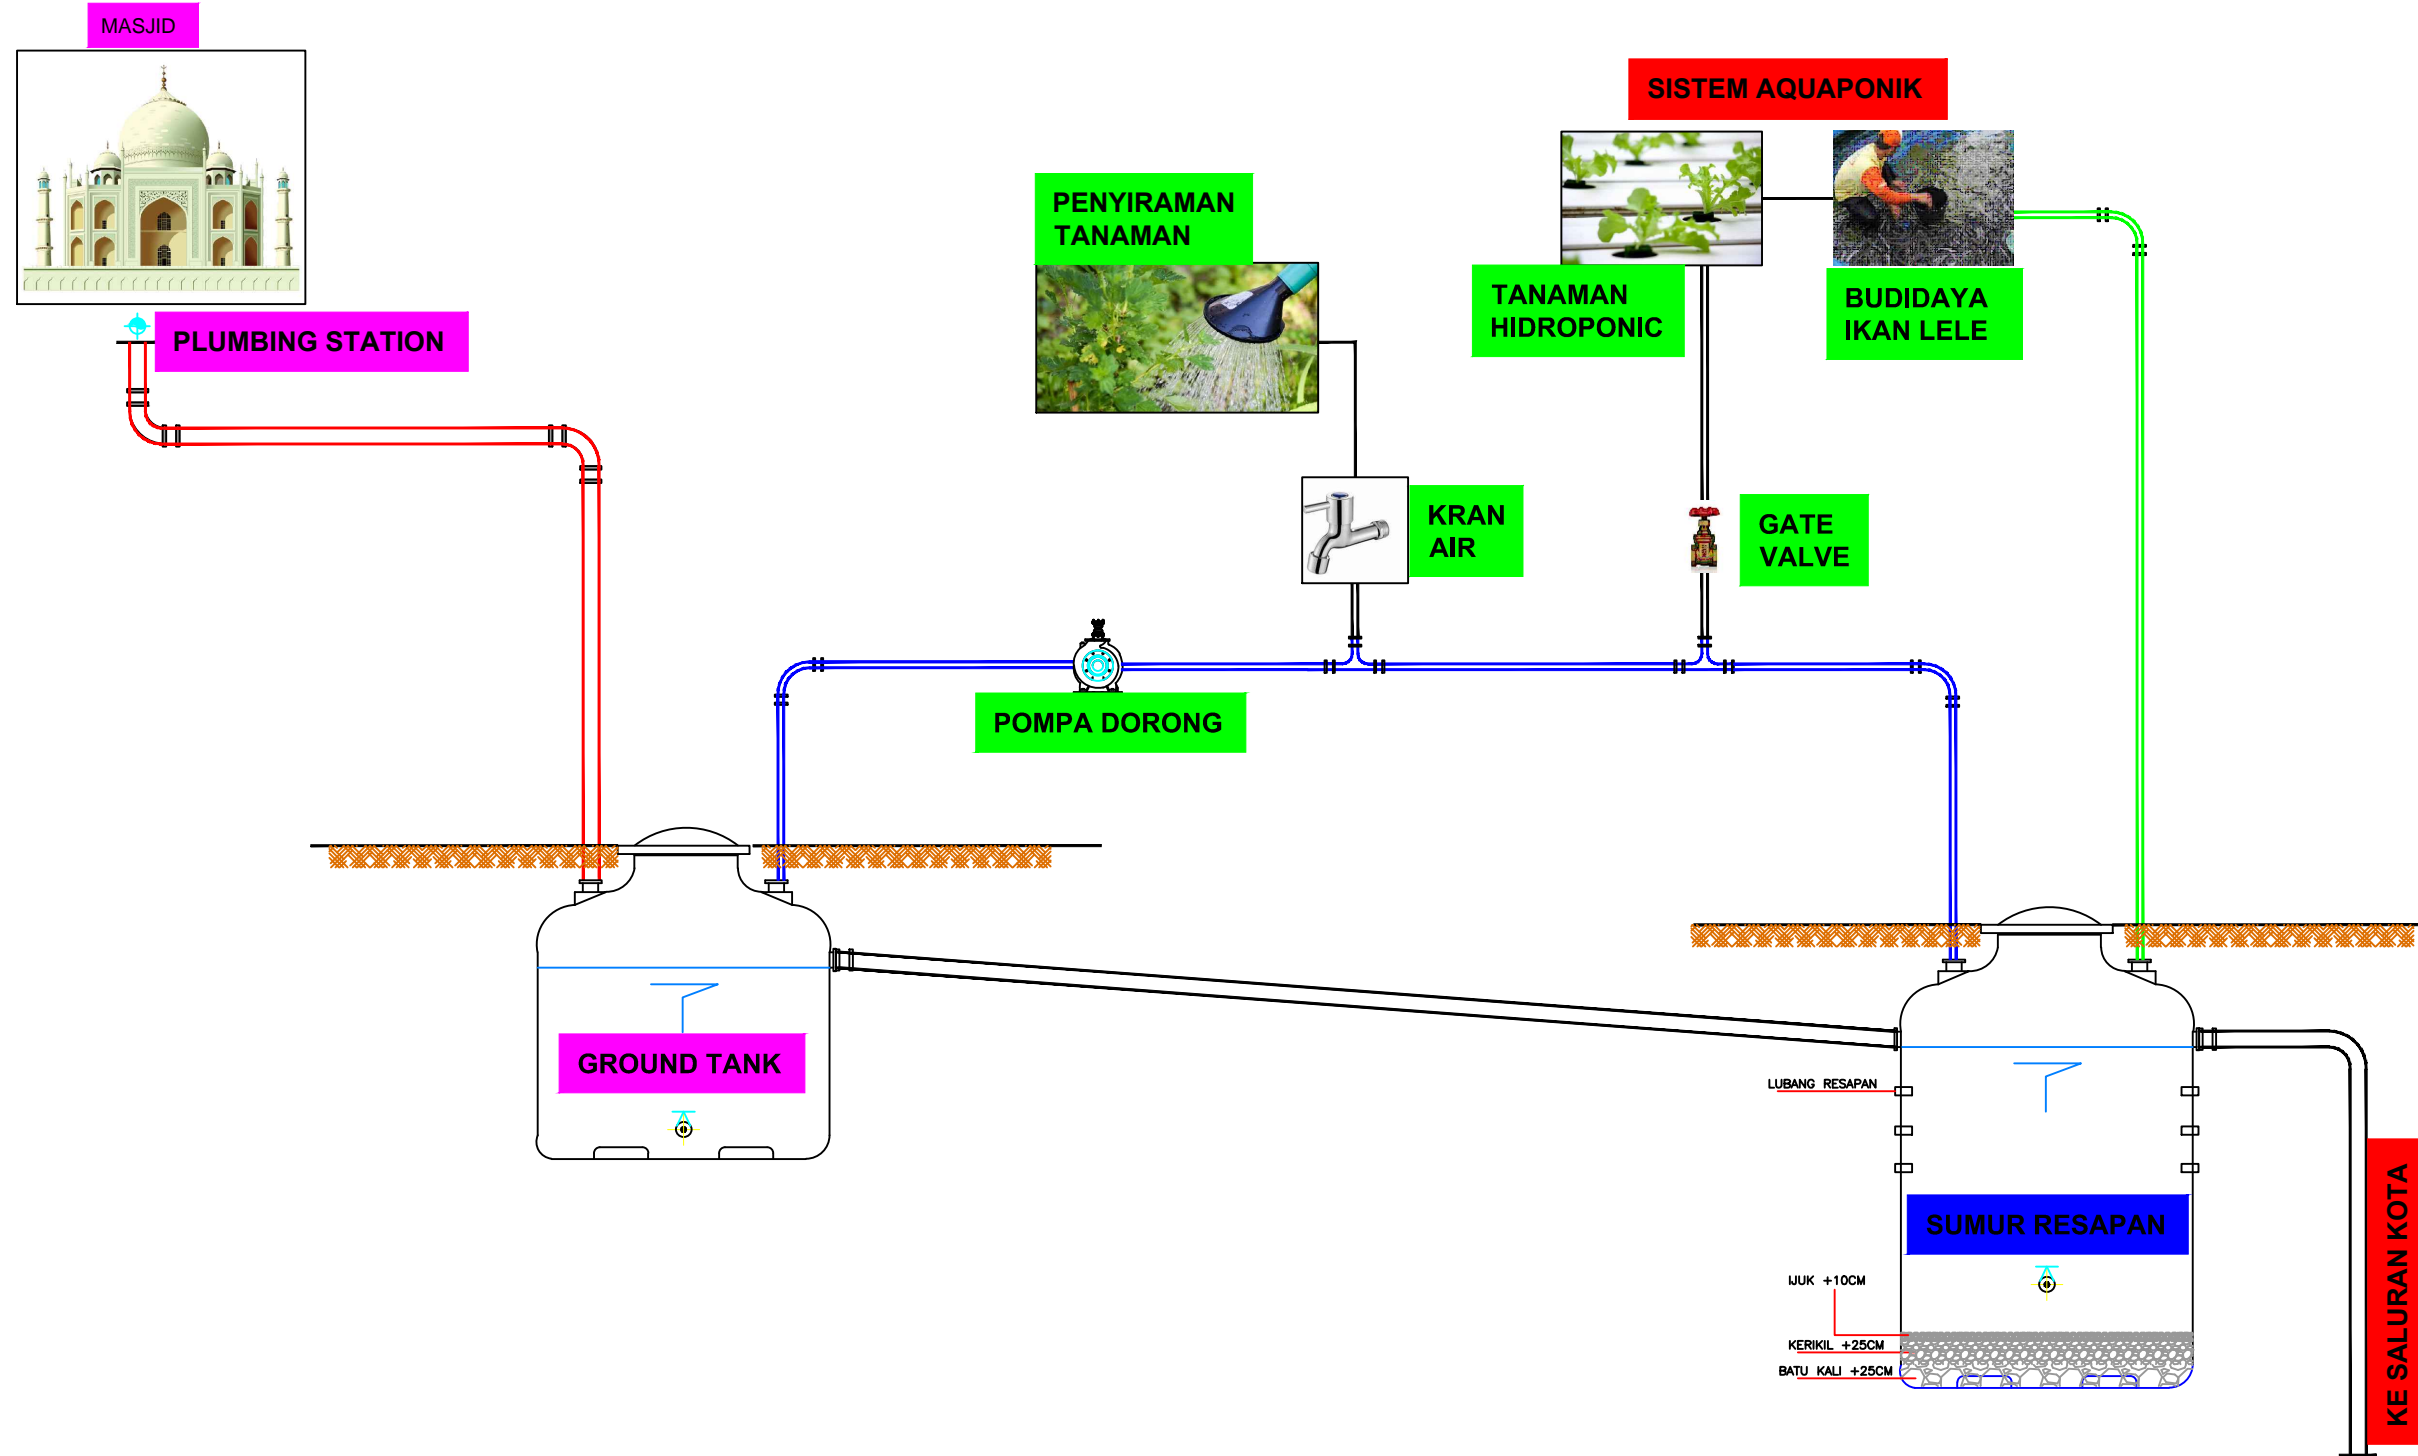 MASJID
SISTEM AQUAPONIK
PENYIRAMAN
TANAMAN
TANAMAN
HIDROPONIC
BUDIDAYA
IKAN LELE
PLUMBING STATION
KRAN
AIR
GATE
VALVE
POMPA DORONG
GROUND TANK
LUBANG RESAPAN
SUMUR RESAPAN
KE SALURAN KOTA
IJUK +10CM
KERIKIL +25CM
BATU KALI +25CM